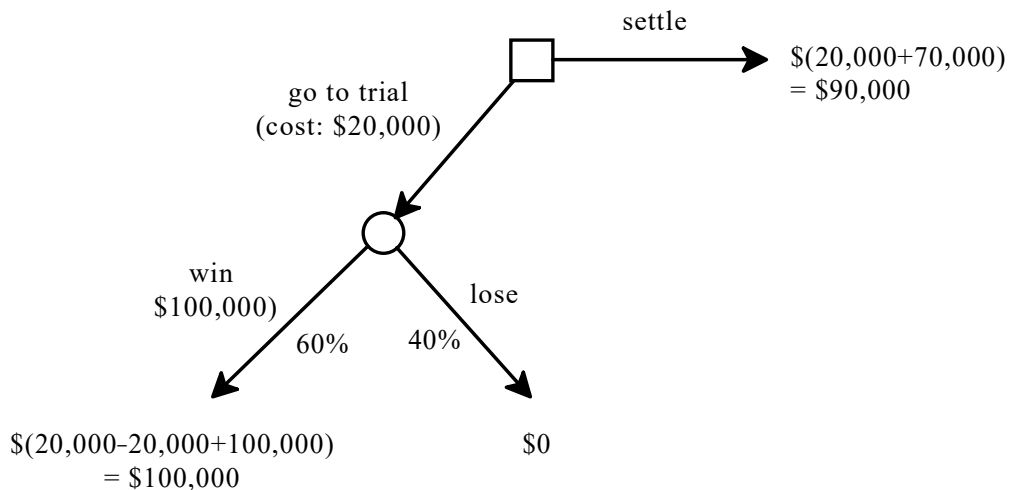 settle
$(20,000+70,000)
= $90,000
go to trial
(cost: $20,000)
win
$100,000)
lose
60%
40%
$(20,000-20,000+100,000)
= $100,000
$0